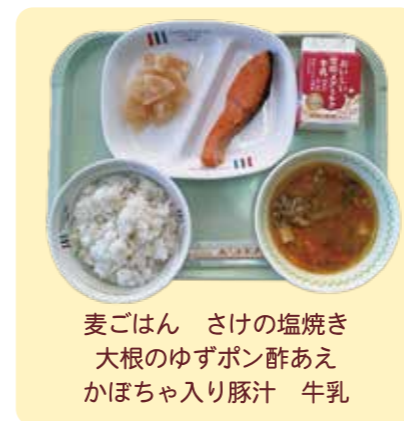 麦ごはん　さけの塩焼き
大根のゆずポン酢あえ
かぼちゃ入り豚汁　牛乳